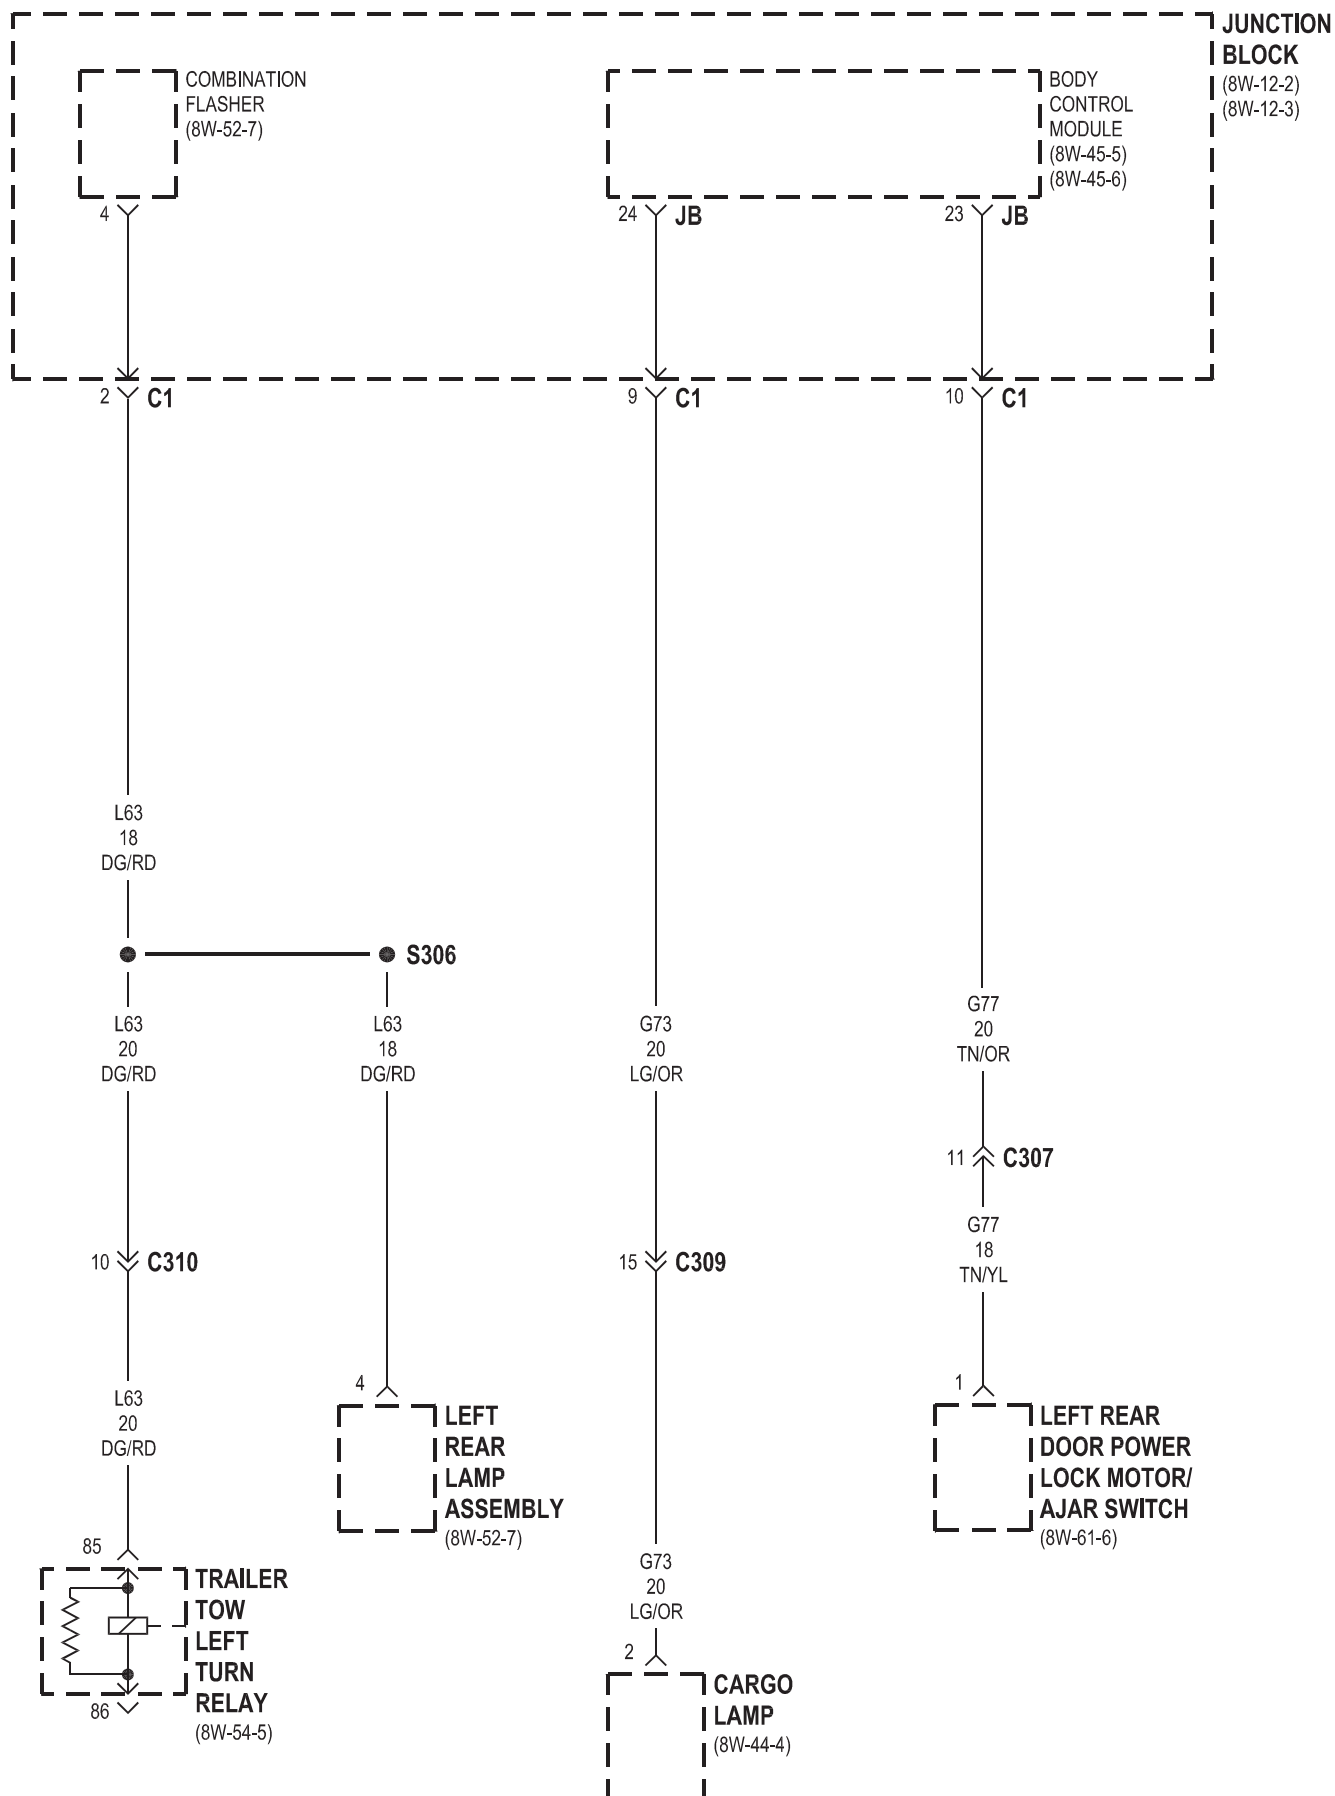 JUNCTION
BLOCK
(8W-12-2)
(8W-12-3)
COMBINATION
FLASHER
(8W-52-7)
BODY
CONTROL
MODULE
(8W-45-5)
(8W-45-6)
4
24 JB
23 JB
2 C1
9 C1
10 C1
L63
18
DG/RD
S306
L63
20
DG/RD
L63
18
DG/RD
G73
20
LG/OR
G77
20
TN/OR
11 C307
G77
18
TN/YL
10 C310
15 C309
L63
20
DG/RD
4
LEFT
REAR
LAMP
ASSEMBLY
(8W-52-7)
1
LEFT REAR
DOOR POWER
LOCK MOTOR/
AJAR SWITCH
(8W-61-6)
85
TRAILER
TOW
LEFT
TURN
RELAY
(8W-54-5)
86
G73
20
LG/OR
2
CARGO
LAMP
(8W-44-4)